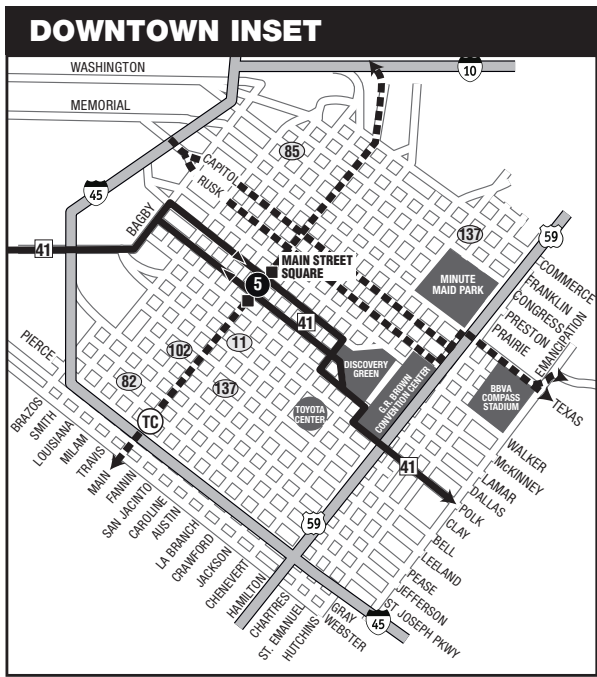 DOWNTOWN INSET
WASHINGTON
10
MEMORIAL
85
CAPITOL
RUSK
45
BAGBY
137
59
41
MAIN STREET
SQUARE
5
MINUTE
MAID PARK
COMMERCE
FRANKLIN
CONGRESS
PRESTON
PRAIRIE
EMANCIPATION
TEXAS
41
11
102
DISCOVERY
GREEN
G.R. BROWN
CONVENTION CENTER
BBVA
COMPASS
STADIUM
82
137
TOYOTA
CENTER
TC
PIERCE
BRAZOS
SMITH
LOUISIANA
MILAM
TRAVIS
MAIN
FANNIN
SAN JACINTO
CAROLINE
AUSTIN
LA BRANCH
CRAWFORD
JACKSON
CHENEVERT
HAMILTON
CHARTRES
ST. EMANUEL
HUTCHINS
59
41
WALKER
McKINNEY
LAMAR
DALLAS
POLK
CLAY
BELL
LEELAND
PEASE
JEFFERSON
ST JOSEPH PKWY
GRAY
WEBSTER
45